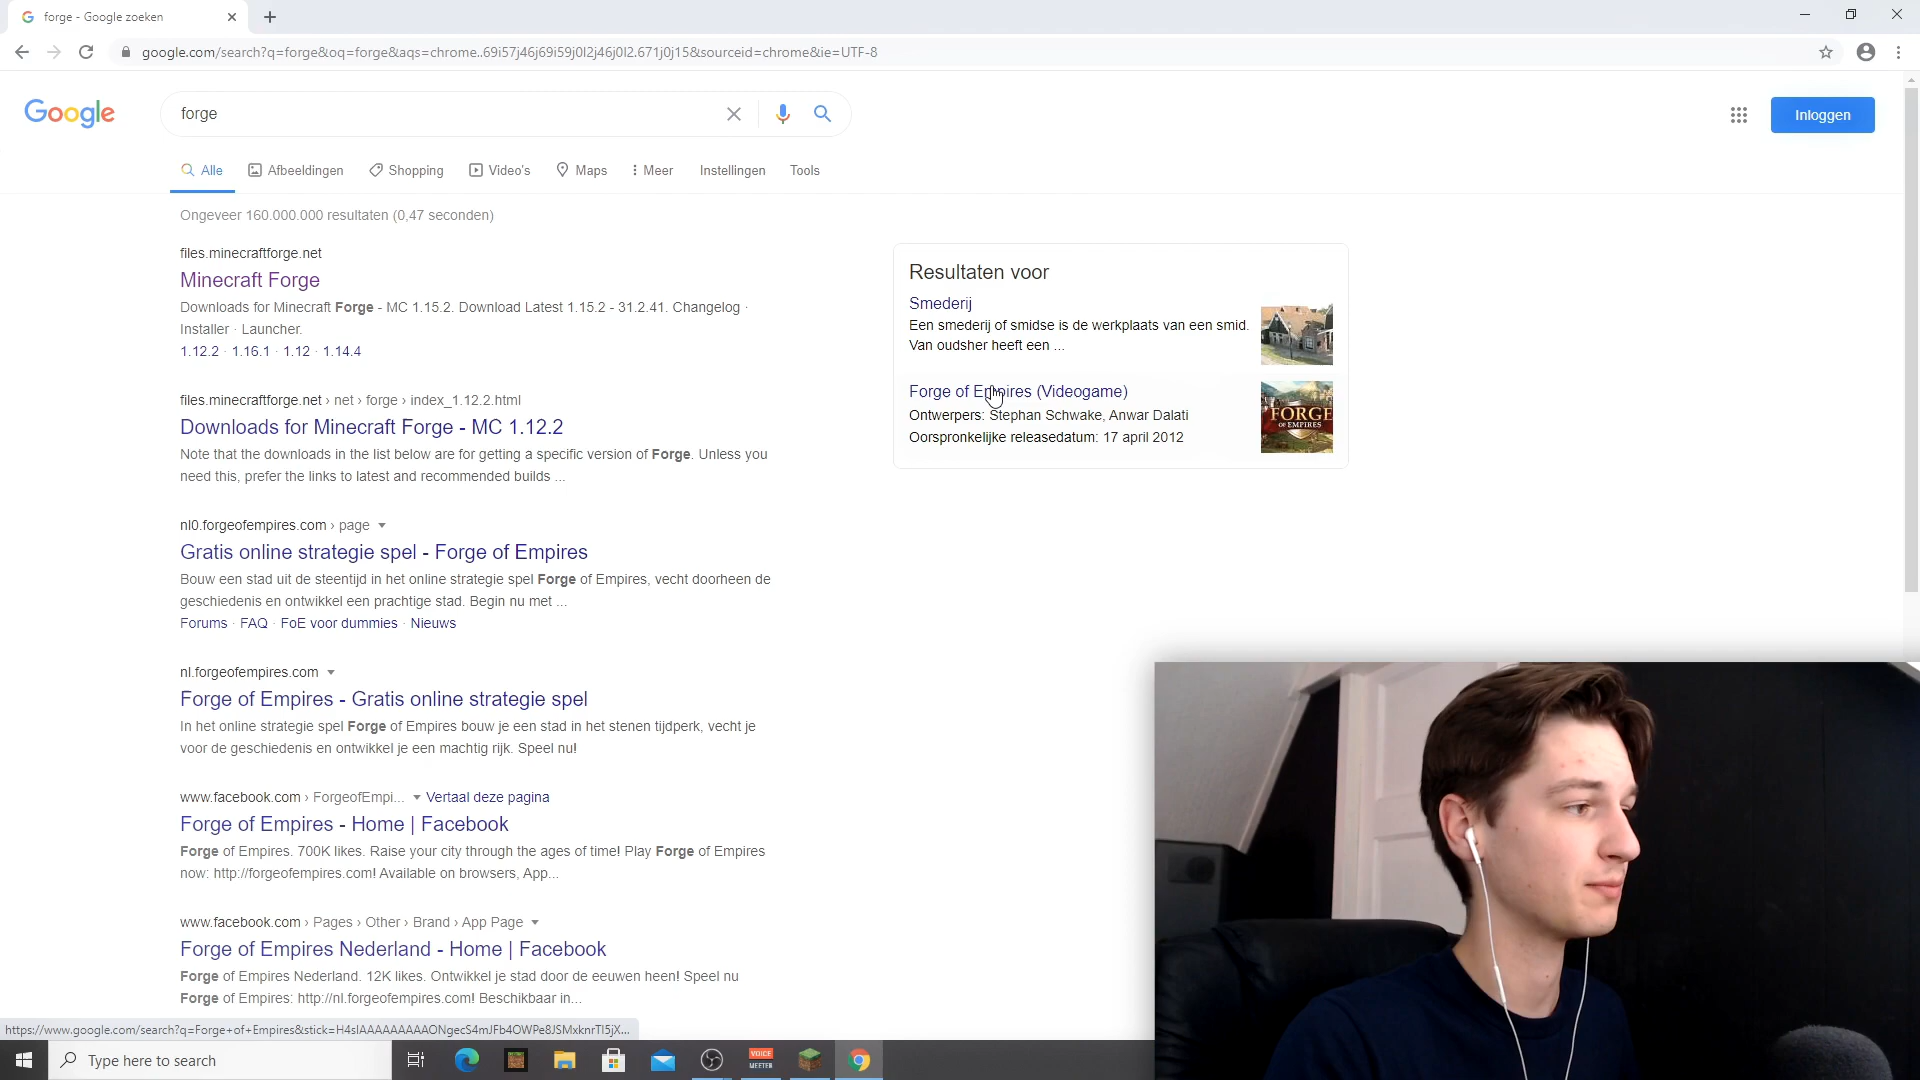 forge - Google zoeken
google.com/search?q=forge&oq=forge&aqs=chrome..69i57j46j69i59j0l2j46j0l2.671j0j15&sourceid=chrome&ie=UTF-8
Google
forge
Inloggen
Alle Afbeeldingen Shopping Video's Maps Meer Instellingen Tools
Ongeveer 160.000.000 resultaten (0,47 seconden)
files.minecraftforge.net
Minecraft Forge
Downloads for Minecraft Forge - MC 1.15.2. Download Latest 1.15.2 - 31.2.41. Changelog ·
Installer · Launcher.
1.12.2 · 1.16.1 · 1.12 · 1.14.4
files.minecraftforge.net › net › forge › index_1.12.2.html
Downloads for Minecraft Forge - MC 1.12.2
Note that the downloads in the list below are for getting a specific version of Forge. Unless you
need this, prefer the links to latest and recommended builds ...
nl0.forgeofempires.com › page
Gratis online strategie spel - Forge of Empires
Bouw een stad uit de steentijd in het online strategie spel Forge of Empires, vecht doorheen de
geschiedenis en ontwikkel een prachtige stad. Begin nu met ...
Forums · FAQ · FoE voor dummies · Nieuws
nl.forgeofempires.com
Forge of Empires - Gratis online strategie spel
In het online strategie spel Forge of Empires bouw je een stad in het stenen tijdperk, vecht je
voor de geschiedenis en ontwikkel je een machtig rijk. Speel nu!
www.facebook.com › ForgeofEmpi... Vertaal deze pagina
Forge of Empires - Home | Facebook
Forge of Empires. 700K likes. Raise your city through the ages of time! Play Forge of Empires
now: http://forgeofempires.com! Available on browsers, App...
www.facebook.com › Pages › Other › Brand › App Page
Forge of Empires Nederland - Home | Facebook
Forge of Empires Nederland. 12K likes. Ontwikkel je stad door de eeuwen heen! Speel nu
Forge of Empires: http://nl.forgeofempires.com! Beschikbaar in...
Resultaten voor
Smederij
Een smederij of smidse is de werkplaats van een smid.
Van oudsher heeft een ...
Forge of Empires (Videogame)
Ontwerpers: Stephan Schwake, Anwar Dalati
Oorspronkelijke releasedatum: 17 april 2012
FORGE
OF EMPIRES
https://www.google.com/search?q=Forge+of+Empires&stick=H4sIAAAAAAAAAONgecS4mJFb4OWPe8JSMxknrTl5jX...
Type here to search
VOICE
MEETER